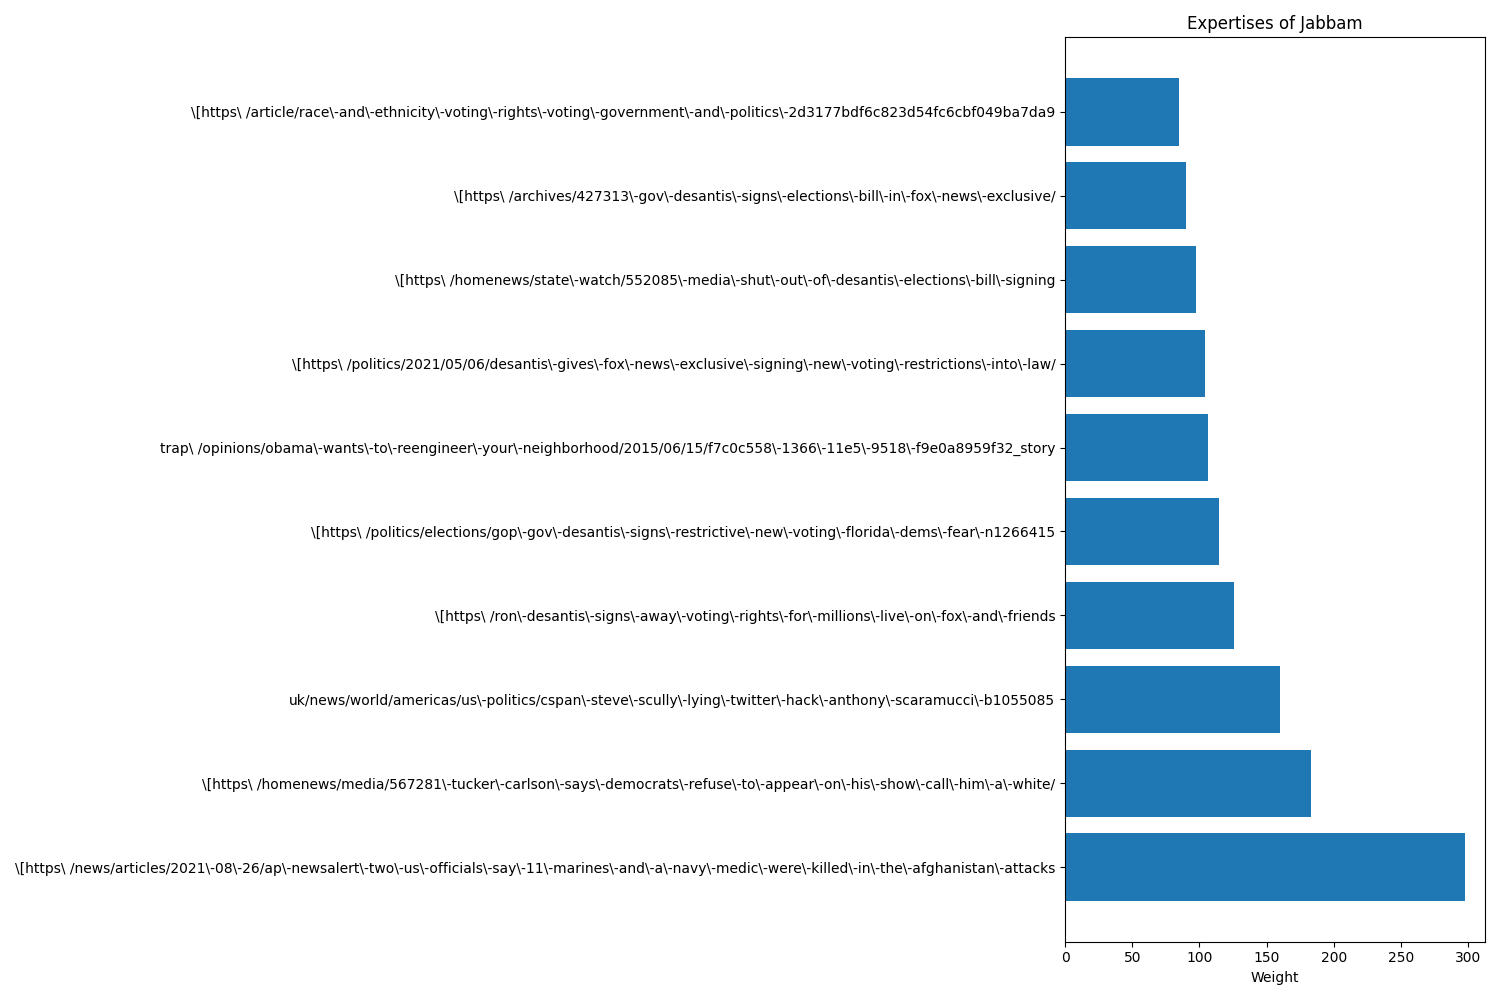 Expertises of Jabbam
\[https\ /article/race\-and\-ethnicity\-voting\-rights\-voting\-government\-and\-politics\-2d3177bdf6c823d54fc6cbf049ba7da9
\[https\ /archives/427313\-gov\-desantis\-signs\-elections\-bill\-in\-fox\-news\-exclusive/
\[https\ /homenews/state\-watch/552085\-media\-shut\-out\-of\-desantis\-elections\-bill\-signing
\[https\ /politics/2021/05/06/desantis\-gives\-fox\-news\-exclusive\-signing\-new\-voting\-restrictions\-into\-law/
trap\ /opinions/obama\-wants\-to\-reengineer\-your\-neighborhood/2015/06/15/f7c0c558\-1366\-11e5\-9518\-f9e0a8959f32_story
\[https\ /politics/elections/gop\-gov\-desantis\-signs\-restrictive\-new\-voting\-florida\-dems\-fear\-n1266415
\[https\ /ron\-desantis\-signs\-away\-voting\-rights\-for\-millions\-live\-on\-fox\-and\-friends
uk/news/world/americas/us\-politics/cspan\-steve\-scully\-lying\-twitter\-hack\-anthony\-scaramucci\-b1055085
\[https\ /homenews/media/567281\-tucker\-carlson\-says\-democrats\-refuse\-to\-appear\-on\-his\-show\-call\-him\-a\-white/
\[https\ /news/articles/2021\-08\-26/ap\-newsalert\-two\-us\-officials\-say\-11\-marines\-and\-a\-navy\-medic\-were\-killed\-in\-the\-afghanistan\-attacks
0 50 100 150 200 250 300
Weight